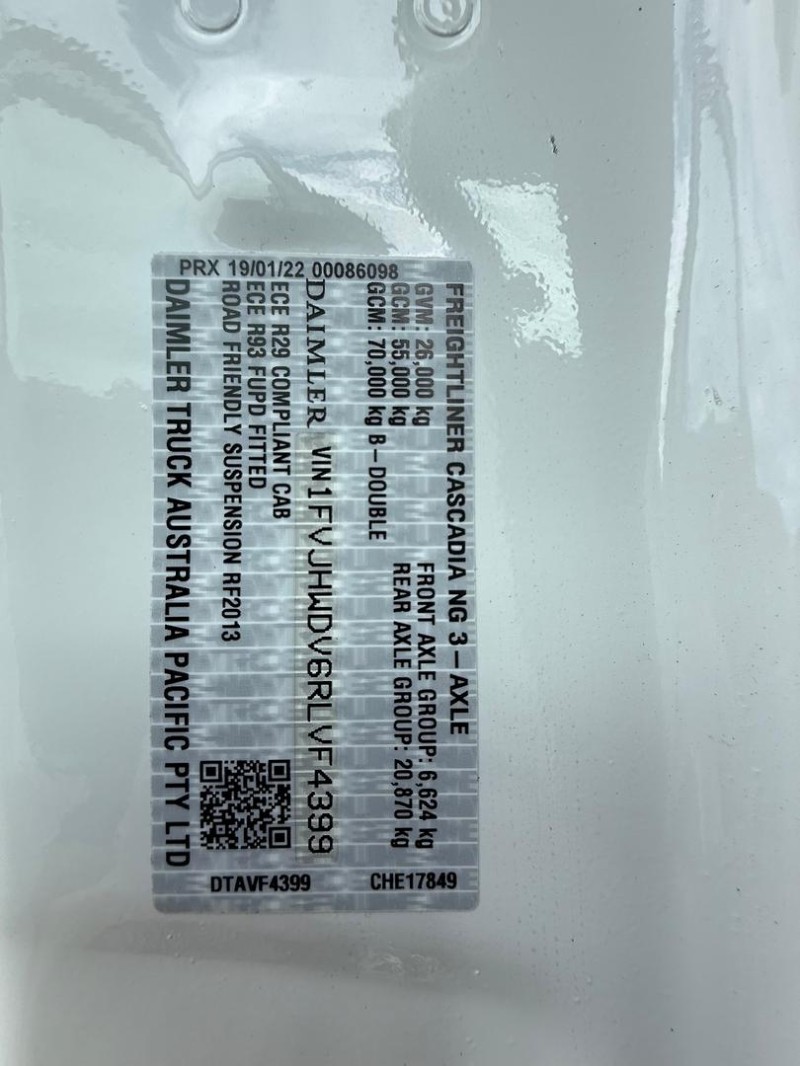 FREIGHTLINER CASCADIA NG 3-AXLE
GVM: 26,000 kg FRONT AXLE GROUP: 6,624 kg
GCM: 55,000 kg REAR AXLE GROUP: 20,870 kg
GCM: 70,000 kg B-DOUBLE
DAIMLER VIN1FVJHWDV6RLVF4399
ECE R29 COMPLIANT CAB
ECE R93 FUPD FITTED
ROAD FRIENDLY SUSPENSION RF2013
DAIMLER TRUCK AUSTRALIA PACIFIC PTY LTD
PRX 19/01/22 00086098
DTAVF4399 CHE17849